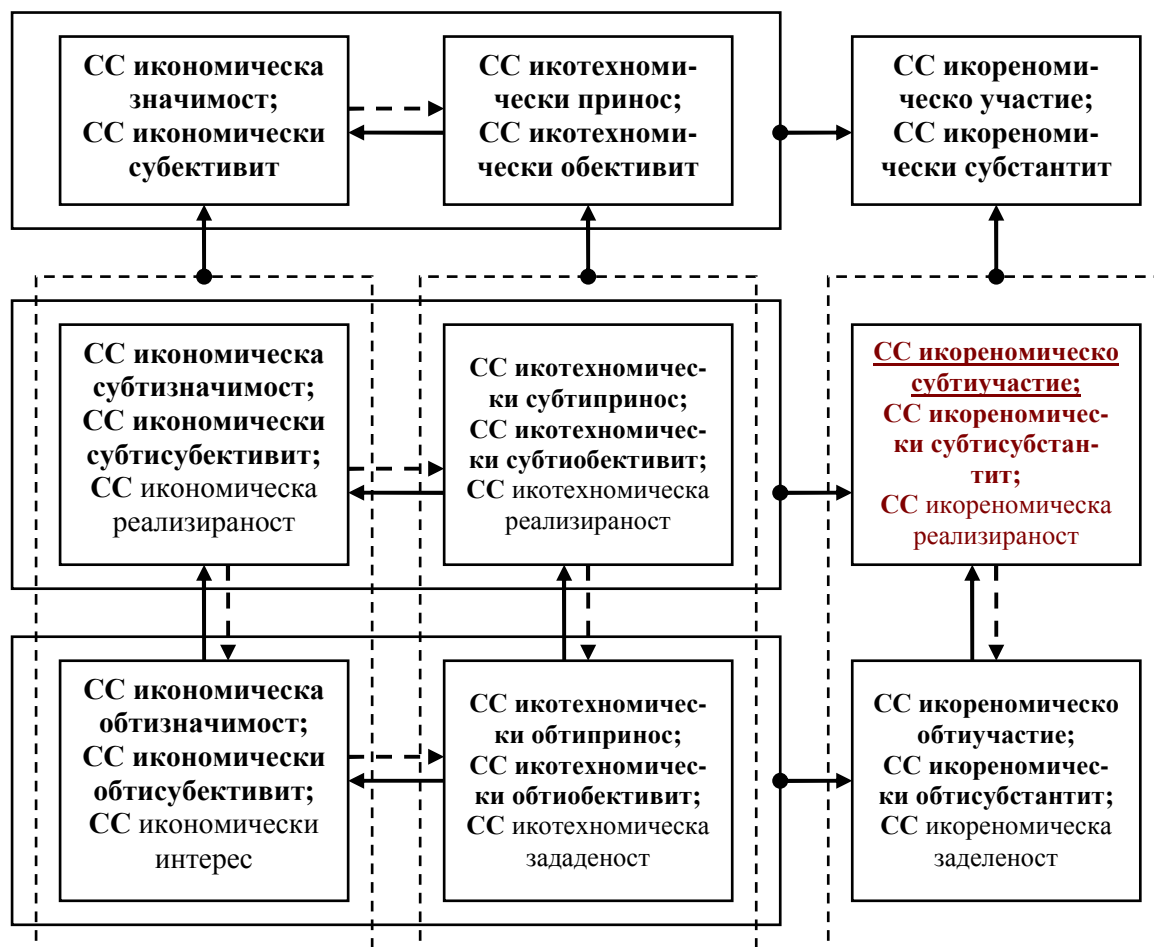 СС икономическа
значимост;
СС икономически
субективит
СС икотехноми-
чески принос;
СС икотехноми-
чески обективит
СС икореноми-
ческо участие;
СС икореноми-
чески субстантит
СС икономическа
субтизначимост;
СС икономически
субтисубективит;
СС икономическа
реализираност
СС икотехномичес-
ки субтипринос;
СС икотехномичес-
ки субтиобективит;
СС икотехномическа
реализираност
СС икореномическо
субтиучастие;
СС икореномичес-
ки субтисубстан-
тит;
СС икореномическа
реализираност
СС икономическа
обтизначимост;
СС икономически
обтисубективит;
СС икономически
интерес
СС икотехномичес-
ки обтипринос;
СС икотехномичес-
ки обтиобективит;
СС икотехномическа
зададеност
СС икореномическо
обтиучастие;
СС икореномичес-
ки обтисубстантит;
СС икореномическа
заделеност